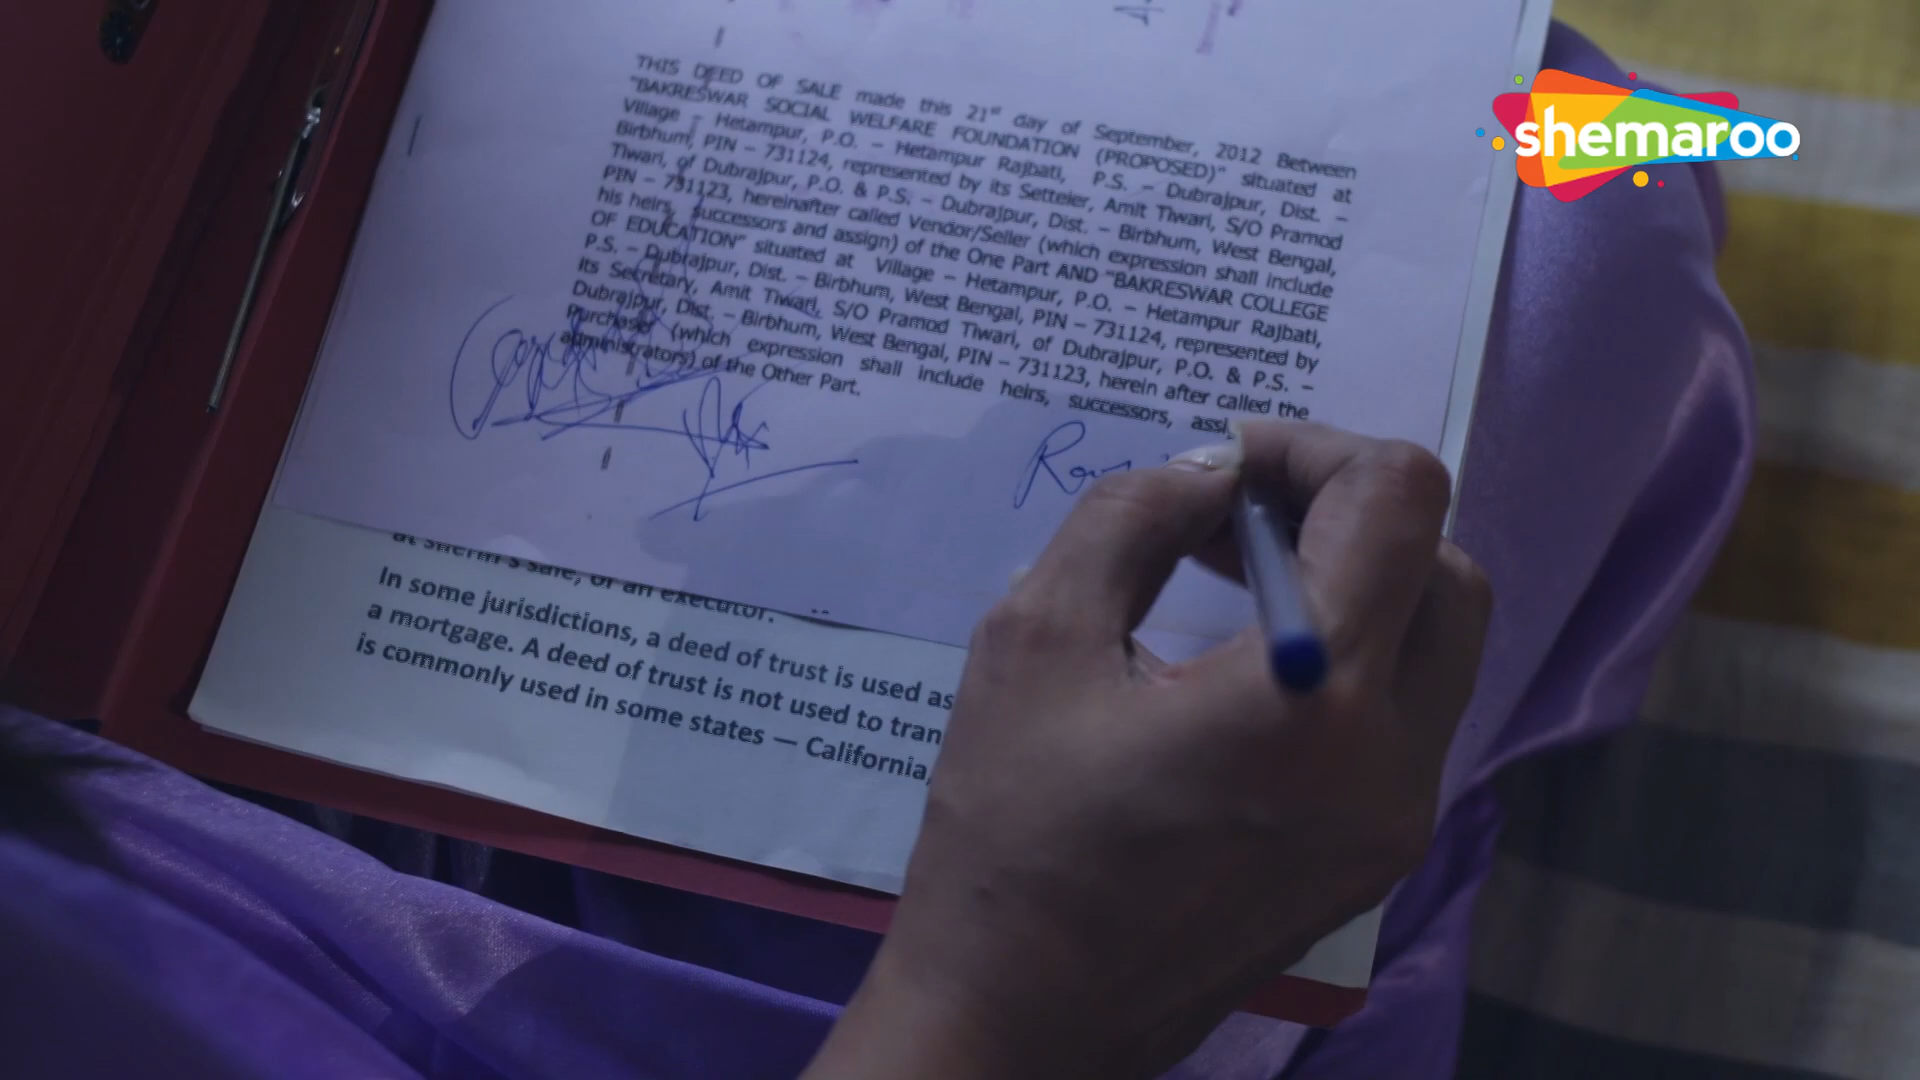 THIS DEED OF SALE made this 21st day of September, 2012 Between
"BAKRESWAR SOCIAL WELFARE FOUNDATION (PROPOSED)" situated at
Village – Hetampur, P.O. – Hetampur Rajbati, P.S. – Dubrajpur, Dist. –
Birbhum, PIN – 731124, represented by its Setteler, Amit Tiwari, S/O Pramod
Tiwari, of Dubrajpur, P.O. & P.S. – Dubrajpur, Dist. – Birbhum, West Bengal,
PIN – 731123, hereinafter called Vendor/Seller (which expression shall include
his heirs, successors and assign) of the One Part AND "BAKRESWAR COLLEGE
OF EDUCATION" situated at Village – Hetampur, P.O. – Hetampur Rajbati,
P.S. – Dubrajpur, Dist. – Birbhum, West Bengal, PIN – 731124, represented by
its Secretary, Amit Tiwari, S/O Pramod Tiwari, of Dubrajpur, P.O. & P.S. –
Dubrajpur, Dist. – Birbhum, West Bengal, PIN – 731123, herein after called the
Purchaser (which expression shall include heirs, successors, assi
administrators) of the Other Part.
at sheriff's sale, or an executor.
In some jurisdictions, a deed of trust is used as
a mortgage. A deed of trust is not used to tran
is commonly used in some states — California,
shemaroo